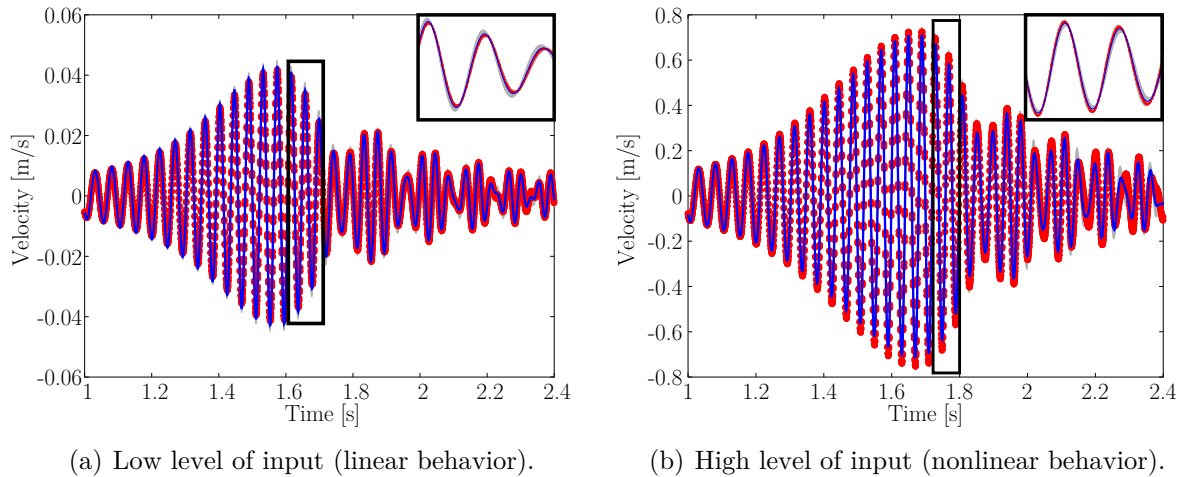 0.06
0.04
0.02
0
-0.02
-0.04
-0.06
Velocity [m/s]
1 1.2 1.4 1.6 1.8 2 2.2 2.4
Time [s]
(a) Low level of input (linear behavior).
0.8
0.6
0.4
0.2
0
-0.2
-0.4
-0.6
-0.8
Velocity [m/s]
1 1.2 1.4 1.6 1.8 2 2.2 2.4
Time [s]
(b) High level of input (nonlinear behavior).